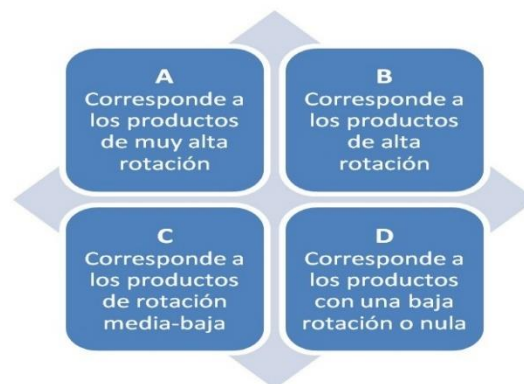 A
Corresponde a
los productos
de muy alta
rotación
B
Corresponde a
los productos
de alta
rotación
C
Corresponde a
los productos
de rotación
media-baja
D
Corresponde a
los productos
con una baja
rotación o nula